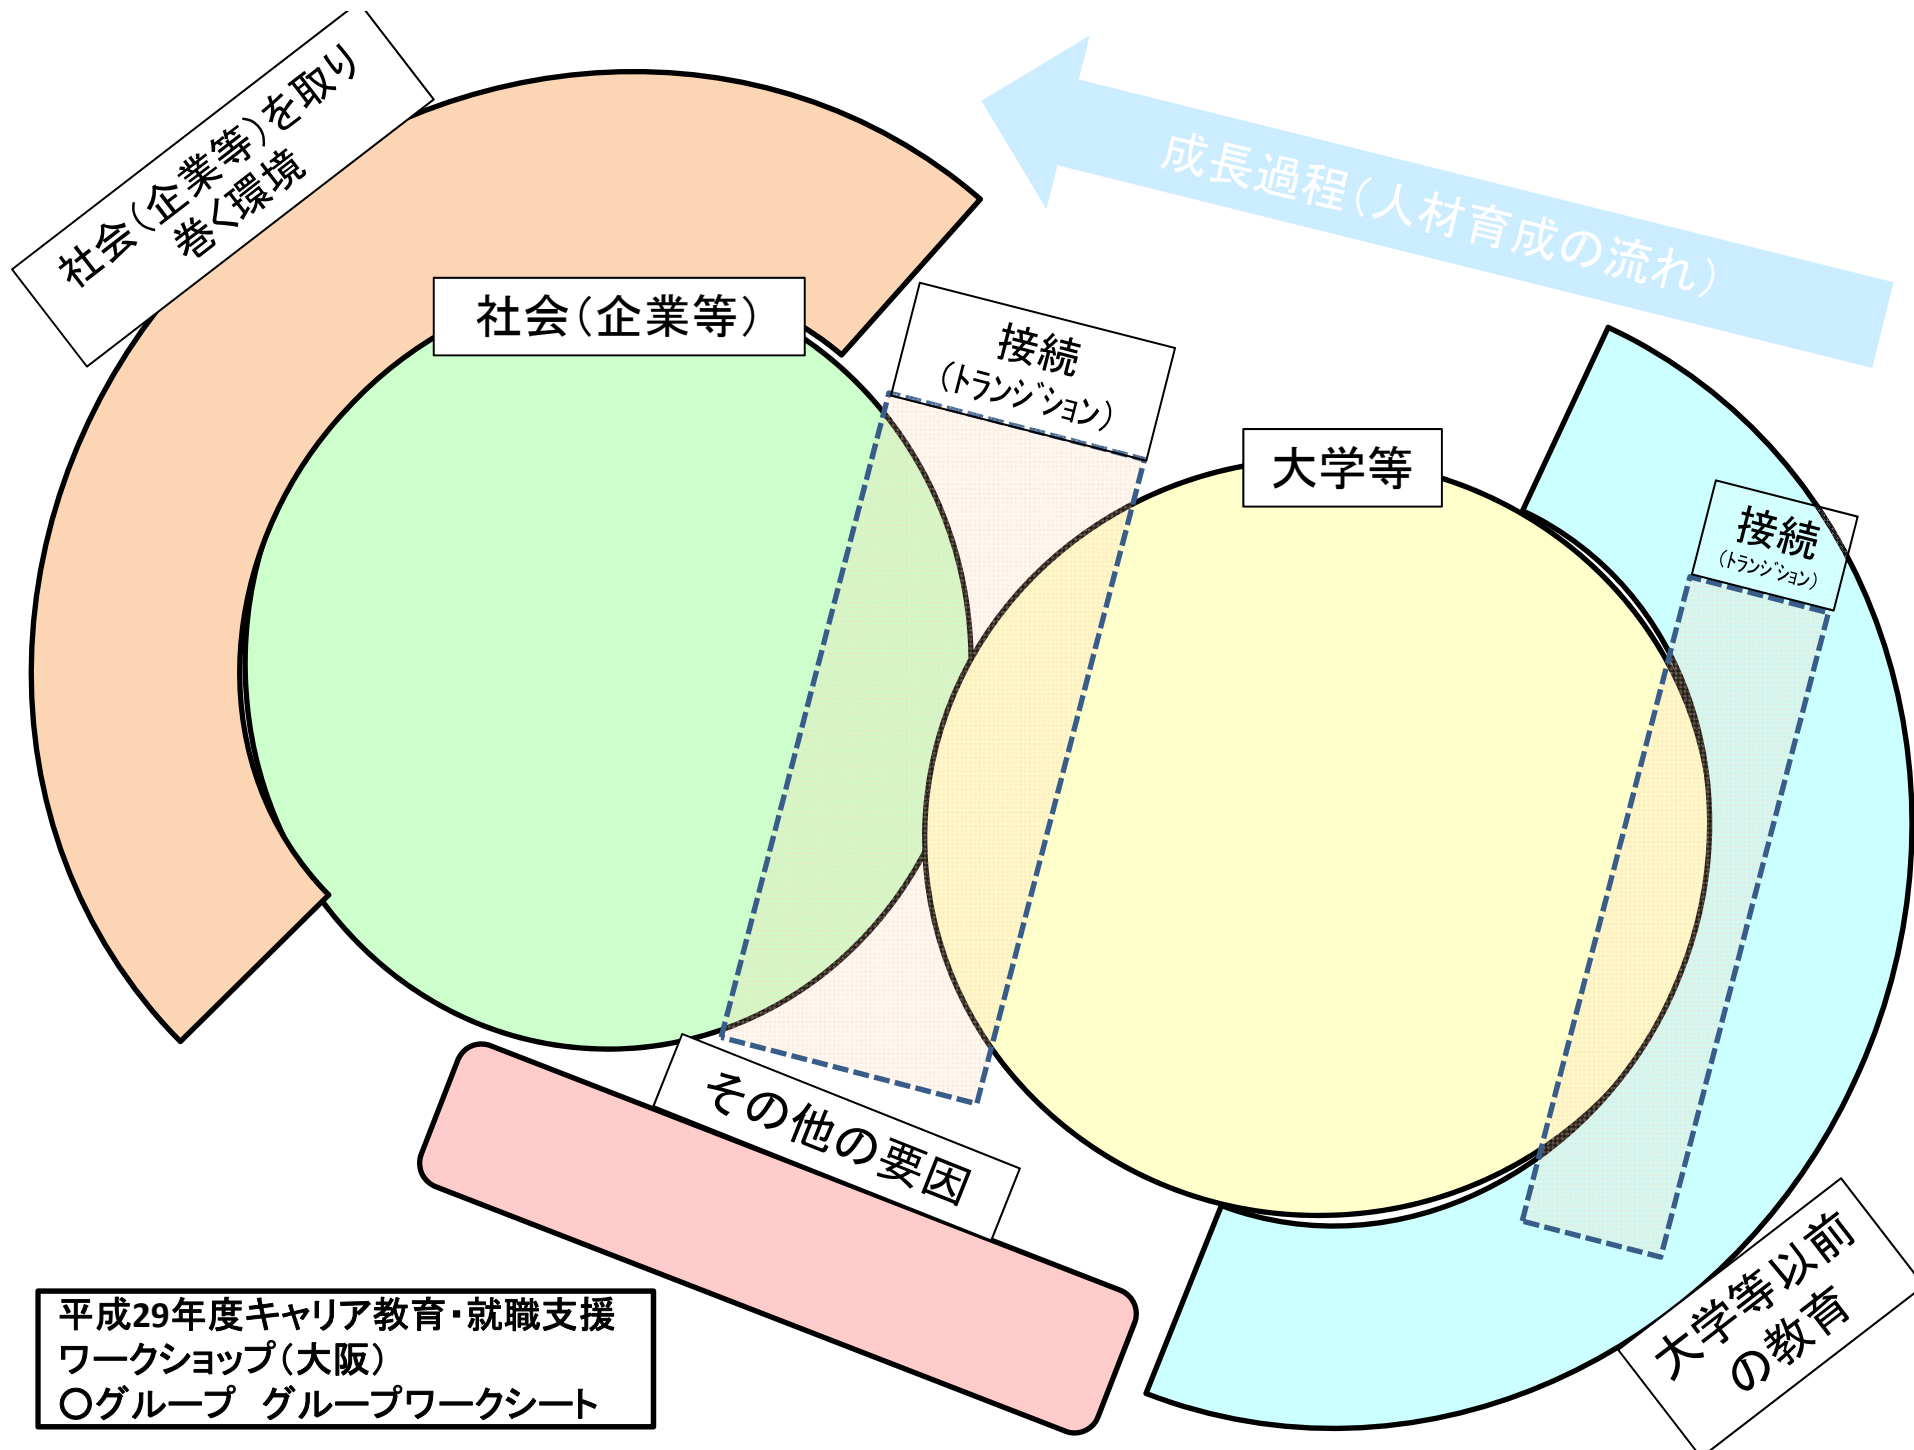 社会（企業等）を取り
巻く環境
成長過程（人材育成の流れ）
社会（企業等）
接続
（ﾄﾗﾝｼﾞｼｮﾝ）
大学等
接続
（ﾄﾗﾝｼﾞｼｮﾝ）
その他の要因
大学等以前
の教育
平成29年度キャリア教育・就職支援
ワークショップ（大阪）
○グループ　グループワークシート